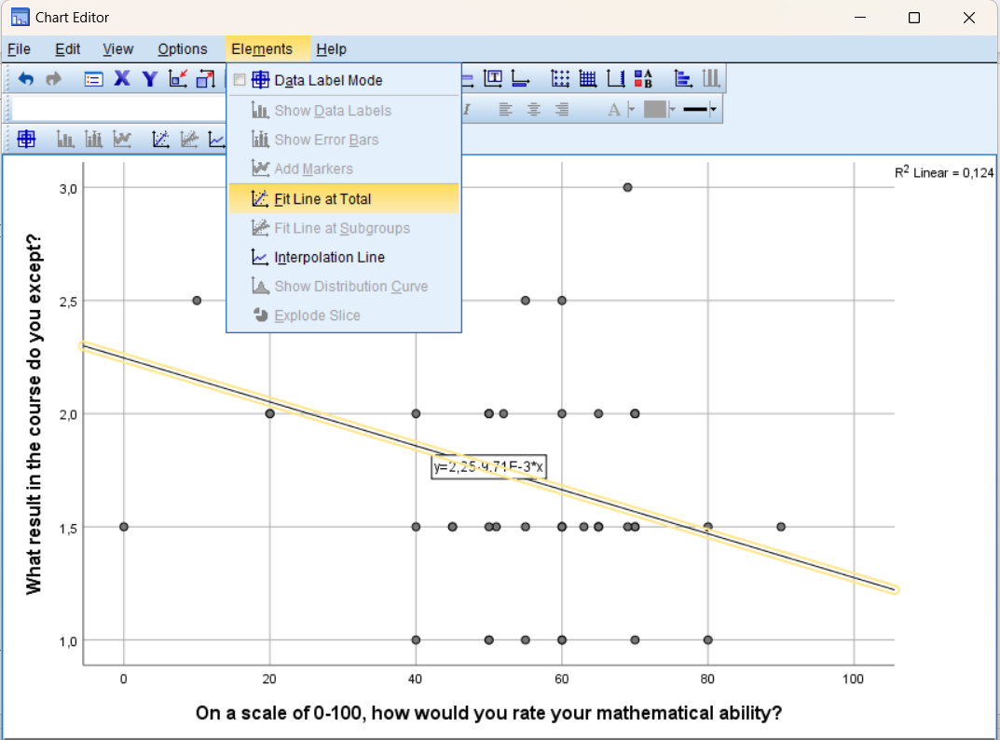 Chart Editor
File Edit View Options Elements Help
Data Label Mode
Show Data Labels
Show Error Bars
Add Markers
Fit Line at Total
Fit Line at Subgroups
Interpolation Line
Show Distribution Curve
Explode Slice
R2 Linear = 0,124
What result in the course do you except?
3,0
2,5
2,0
1,5
1,0
y=2,25-9.71E-3*x
0 20 40 60 80 100
On a scale of 0-100, how would you rate your mathematical ability?